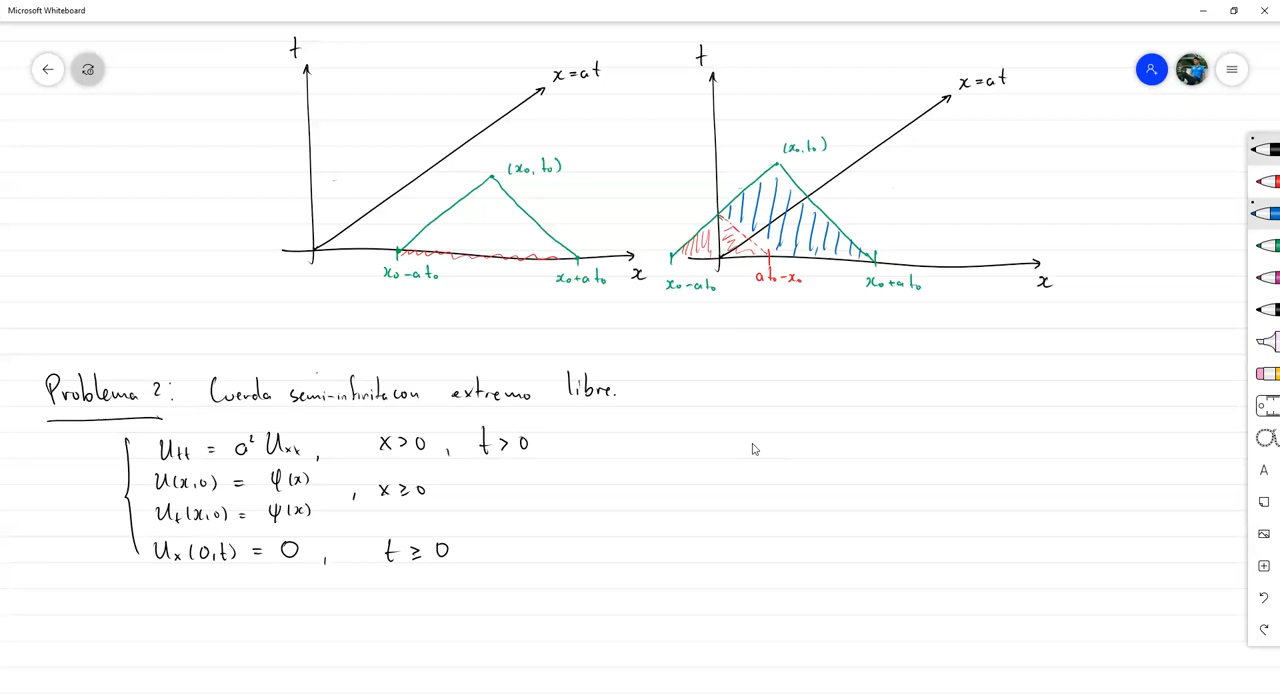 Microsoft Whiteboard
t
x=at
(x₀, t₀)
x₀-at₀
x₀+at₀
x
t
x=at
(x₀, t₀)
x₀-at₀
at₀-x₀
x₀+at₀
x
Problema 2: Cuerda semi-infinita con extremo libre.
Utt = a² Uxx, x>0, t>0
U(x,0) = φ(x)
, x≥0
Ut(x,0) = ψ(x)
Ux(0,t) = 0, t≥0
A